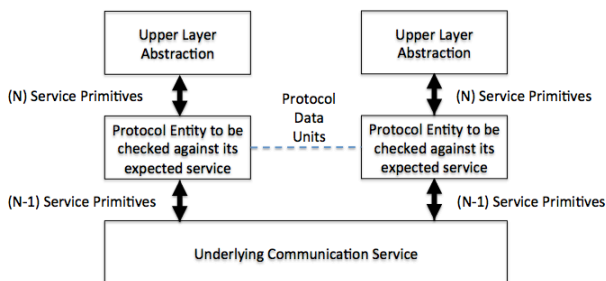 Upper Layer
Abstraction
Upper Layer
Abstraction
(N) Service Primitives
Protocol
Data
Units
(N) Service Primitives
Protocol Entity to be
checked against its
expected service
Protocol Entity to be
checked against its
expected service
(N-1) Service Primitives
(N-1) Service Primitives
Underlying Communication Service